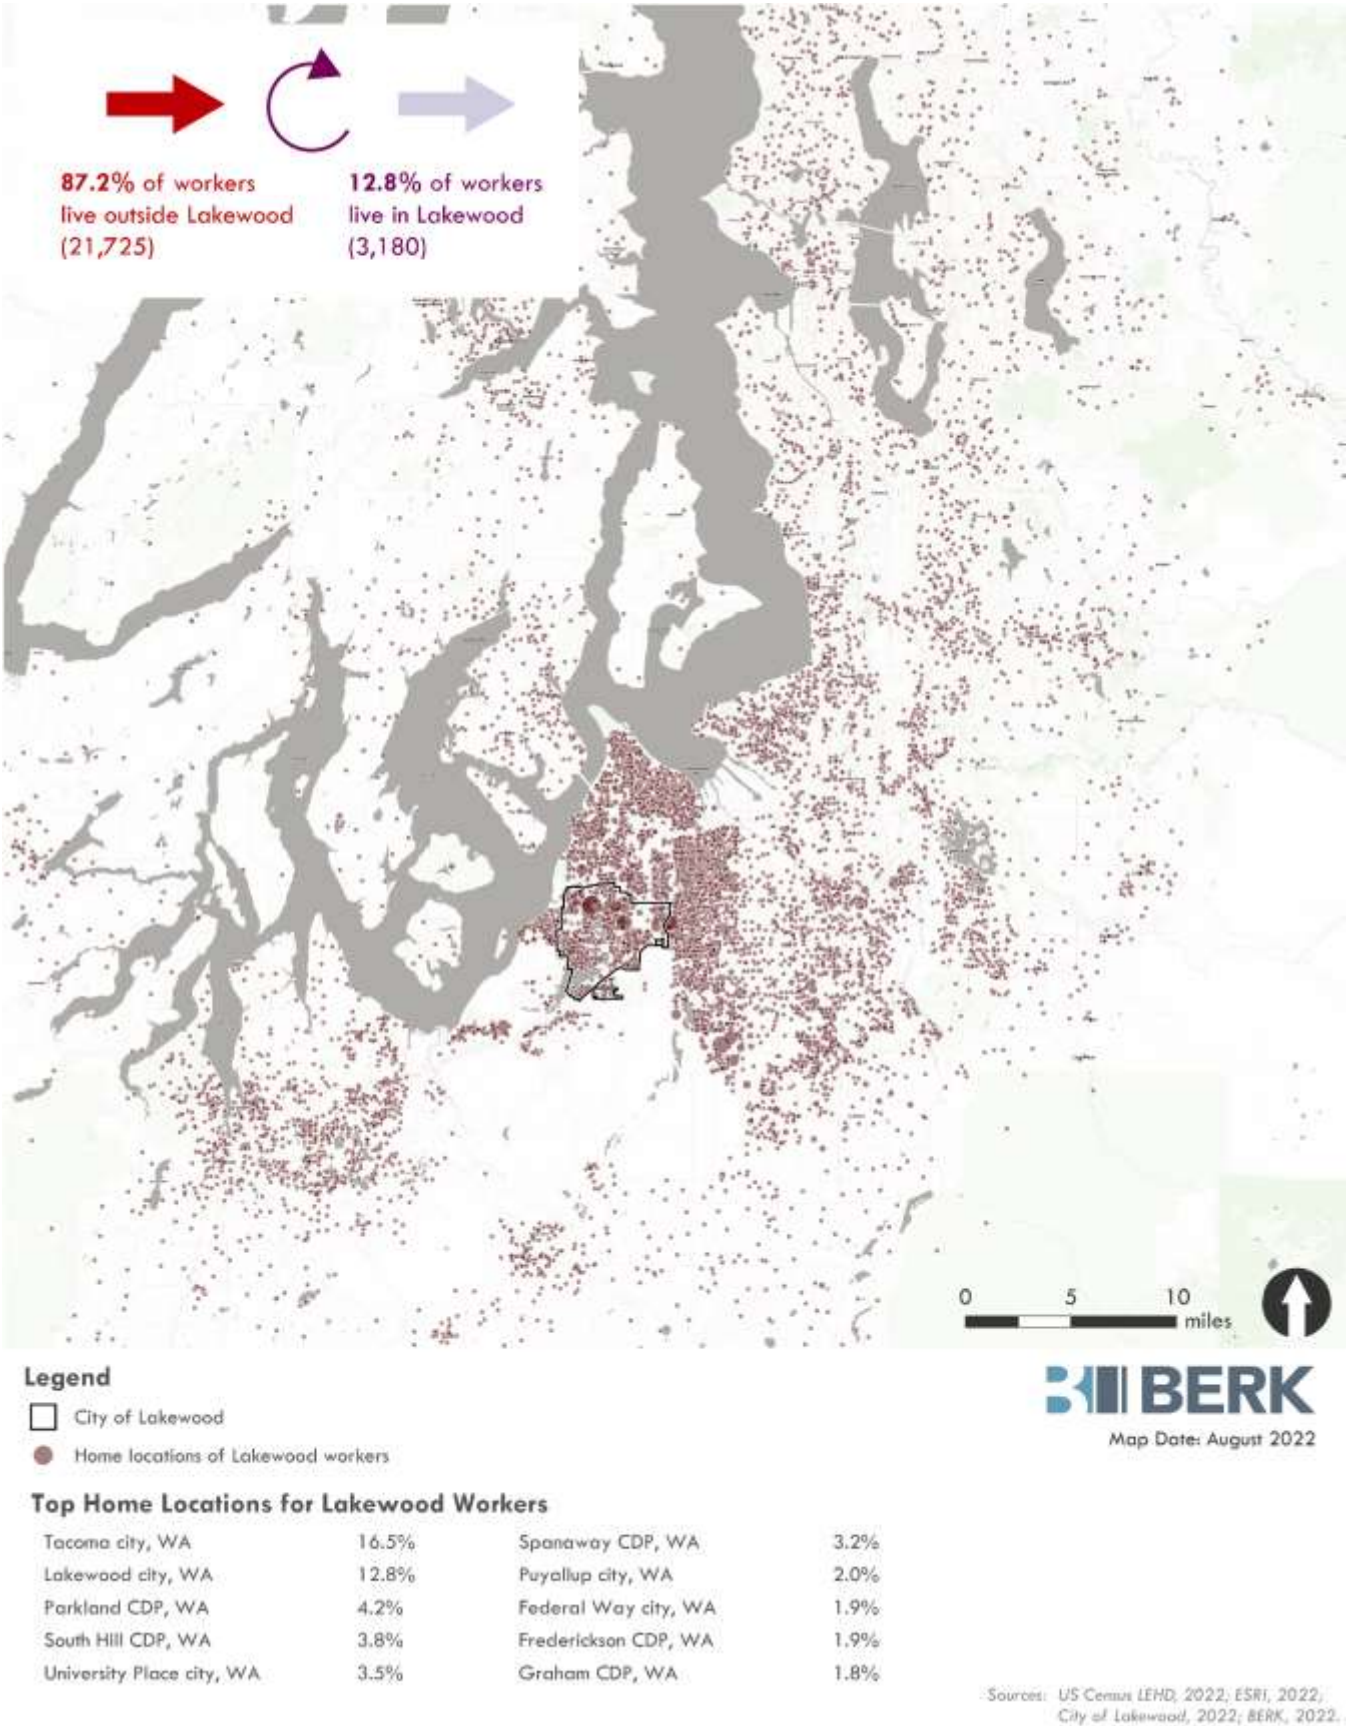 87.2% of workers
live outside Lakewood
(21,725)
12.8% of workers
live in Lakewood
(3,180)
0 5 10
miles
Legend
City of Lakewood
Home locations of Lakewood workers
BERK
Map Date: August 2022
Top Home Locations for Lakewood Workers
Tacoma city, WA 16.5% Spanaway CDP, WA 3.2%
Lakewood city, WA 12.8% Puyallup city, WA 2.0%
Parkland CDP, WA 4.2% Federal Way city, WA 1.9%
South Hill CDP, WA 3.8% Frederickson CDP, WA 1.9%
University Place city, WA 3.5% Graham CDP, WA 1.8%
Sources: US Census LEHD, 2022; ESRI, 2022;
City of Lakewood, 2022; BERK, 2022.